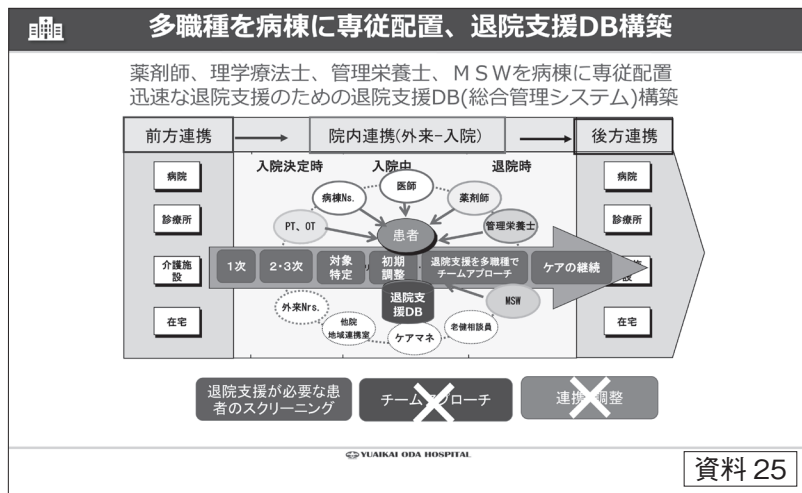 多職種を病棟に専従配置、退院支援DB構築
薬剤師、理学療法士、管理栄養士、ＭＳＷを病棟に専従配置
迅速な退院支援のための退院支援DB(総合管理システム)構築
前方連携
院内連携(外来−入院)
後方連携
入院決定時
入院中
退院時
病院
診療所
介護施
設
在宅
医師
病棟Ns.
薬剤師
PT、OT
患者
管理栄養士
1次
2・3次
対象
特定
初期
調整
退院支援を多職種で
チームアプローチ
ケアの継続
退院支
援DB
MSW
外来Nrs.
他院
地域連携室
ケアマネ
老健相談員
病院
診療所
施
設
在宅
退院支援が必要な患
者のスクリーニング
チームアプローチ
連携・調整
YUAIKAI ODA HOSPITAL
資料 25